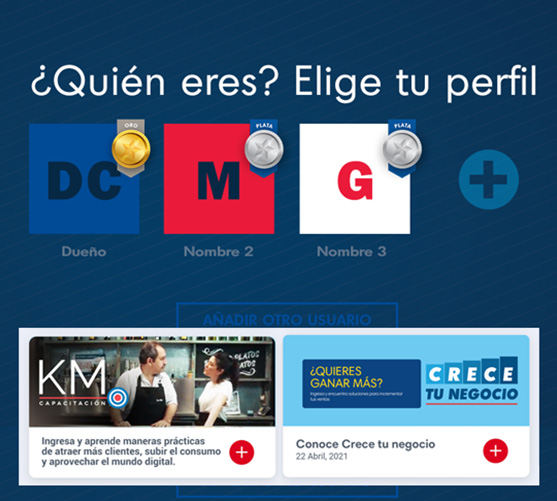 ¿Quién eres? Elige tu perfil
ORO
PLATA
PLATA
DC
M
G
Dueño
Nombre 2
Nombre 3
AÑADIR OTRO USUARIO
KM
CAPACITACIÓN
PLATOS
Ingresa y aprende maneras prácticas
de atraer más clientes, subir el consumo
y aprovechar el mundo digital.
¿QUIERES
GANAR MÁS?
Ingresa y encuentra soluciones para incrementar
tus ventas
CRECE
TU NEGOCIO
Conoce Crece tu negocio
22 Abril, 2021